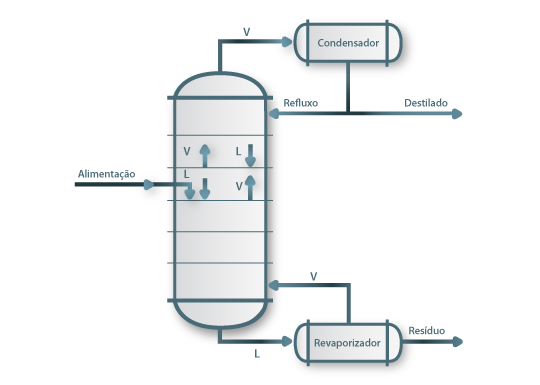 V
Condensador
Refluxo
Destilado
V
L
Alimentação
L
V
V
Revaporizador
Resíduo
L